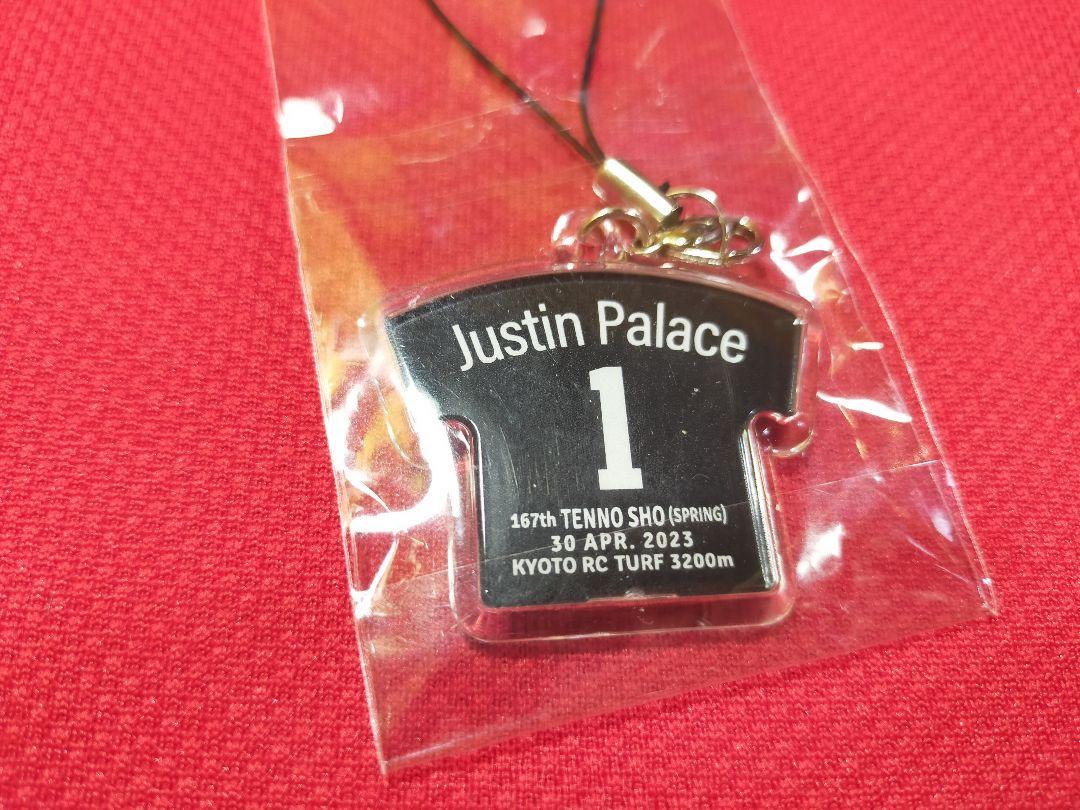 Justin Palace
1
167th TENNO SHO (SPRING)
30 APR. 2023
KYOTO RC TURF 3200m